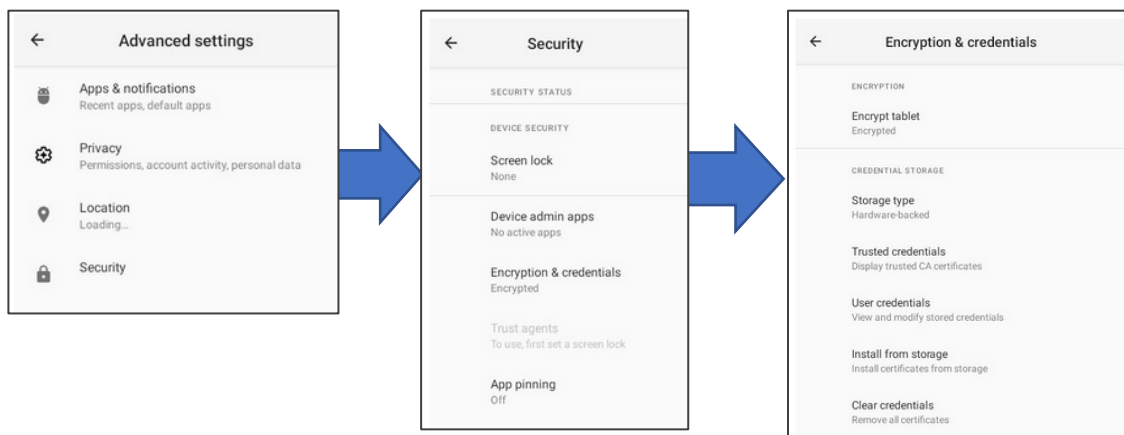 Advanced settings
Apps & notifications
Recent apps, default apps
Privacy
Permissions, account activity, personal data
Location
Loading...
Security
Security
SECURITY STATUS
DEVICE SECURITY
Screen lock
None
Device admin apps
No active apps
Encryption & credentials
Encrypted
Trust agents
To use, first set a screen lock
App pinning
Off
Encryption & credentials
ENCRYPTION
Encrypt tablet
Encrypted
CREDENTIAL STORAGE
Storage type
Hardware-backed
Trusted credentials
Display trusted CA certificates
User credentials
View and modify stored credentials
Install from storage
Install certificates from storage
Clear credentials
Remove all certificates